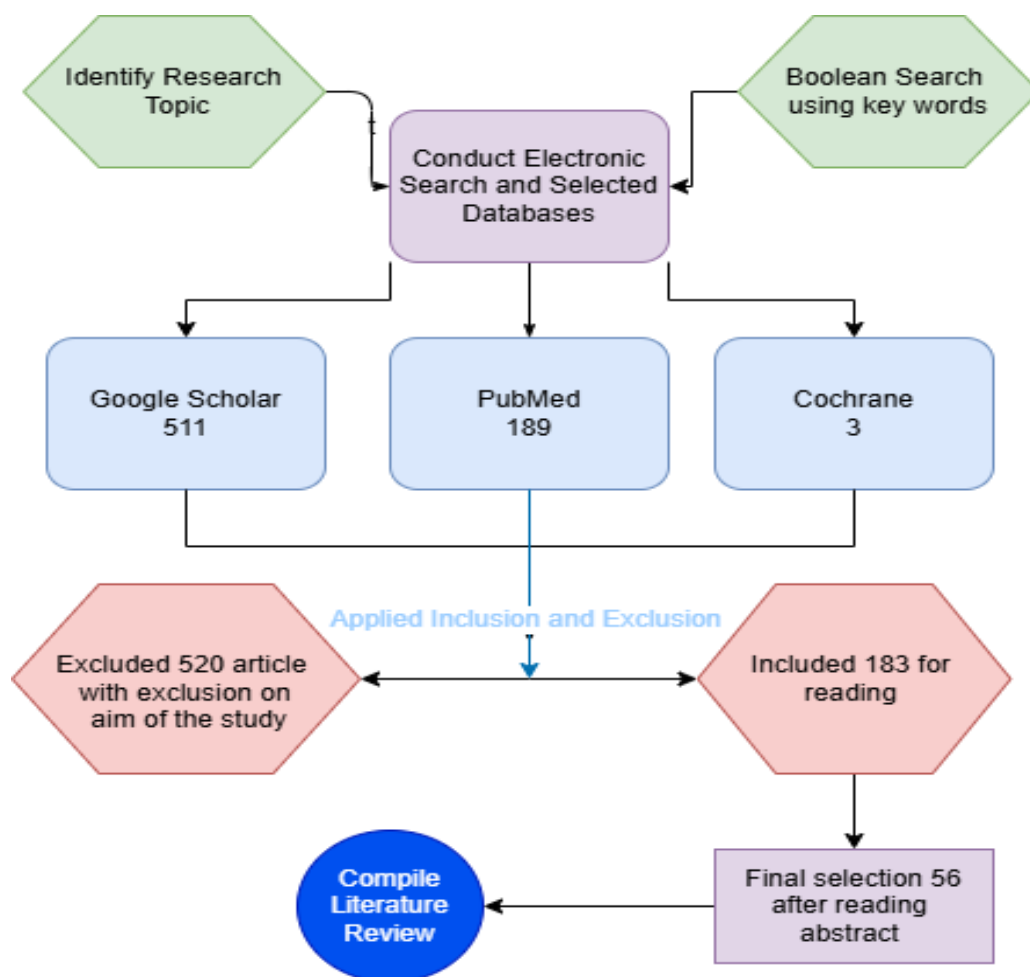 Identify Research
Topic
Boolean Search
using key words
Conduct Electronic
Search and Selected
Databases
Google Scholar
511
PubMed
189
Cochrane
3
Applied Inclusion and Exclusion
Excluded 520 article
with exclusion on
aim of the study
Included 183 for
reading
Final selection 56
after reading
abstract
Compile
Literature
Review